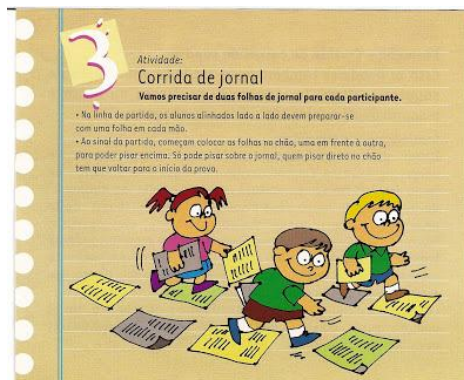 3
Atividade:
Corrida de jornal
Vamos precisar de duas folhas de jornal para cada participante.
• Na linha de partida, os alunos alinhados lado a lado devem preparar-se
com uma folha em cada mão.
• Ao sinal da partida, começam colocar as folhas no chão, uma em frente à outra,
para poder pisar encima. Só pode pisar sobre o jornal, quem pisar direto no chão
tem que voltar para o início da prova.